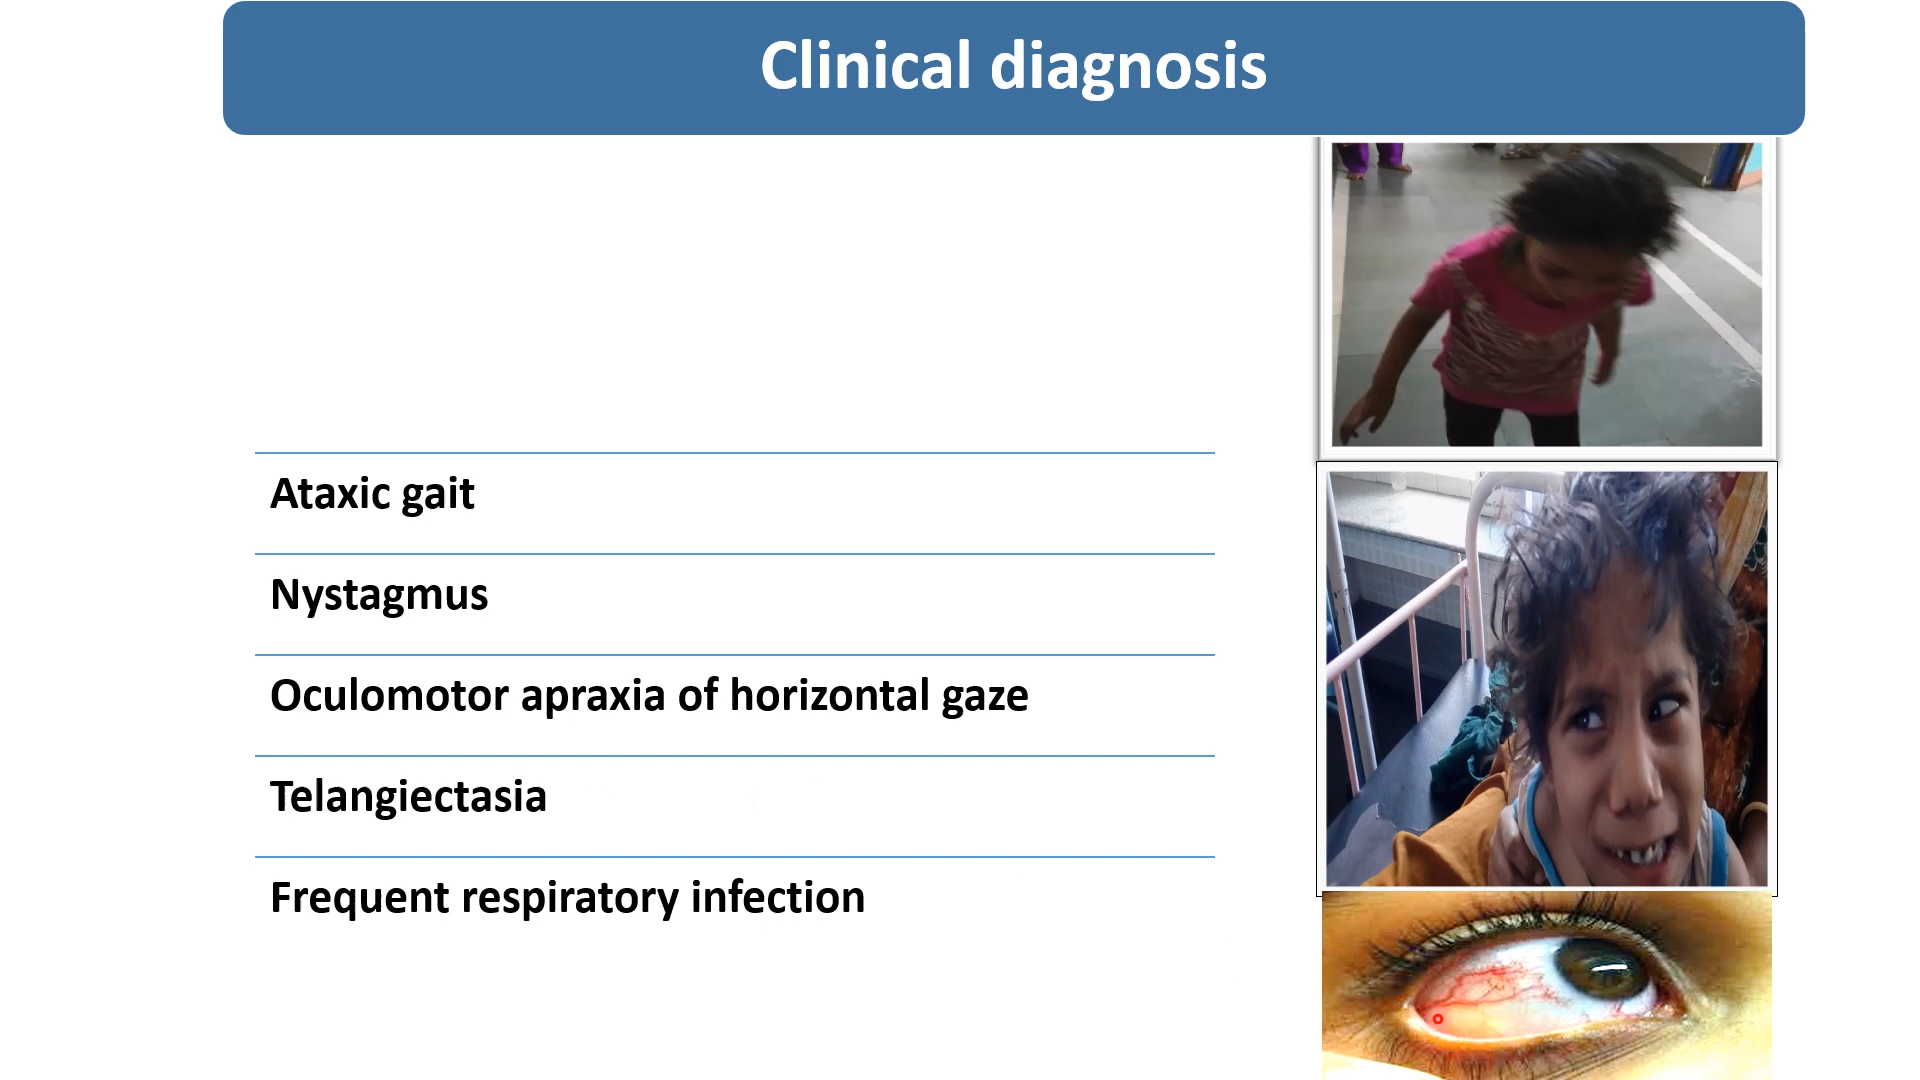 Clinical diagnosis
Ataxic gait
Nystagmus
Oculomotor apraxia of horizontal gaze
Telangiectasia
Frequent respiratory infection